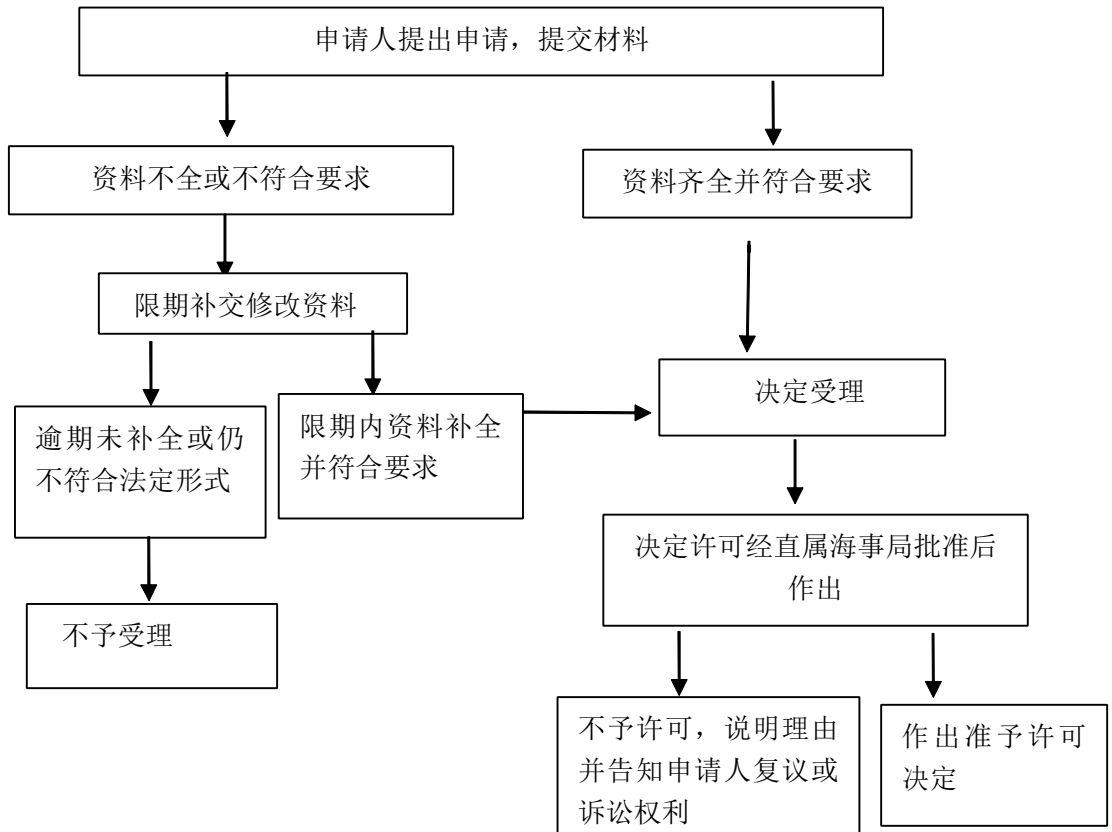 申请人提出申请，提交材料
资料不全或不符合要求
资料齐全并符合要求
限期补交修改资料
决定受理
逾期未补全或仍
不符合法定形式
限期内资料补全
并符合要求
决定许可经直属海事局批准后
作出
不予受理
不予许可，说明理由
并告知申请人复议或
诉讼权利
作出准予许可
决定